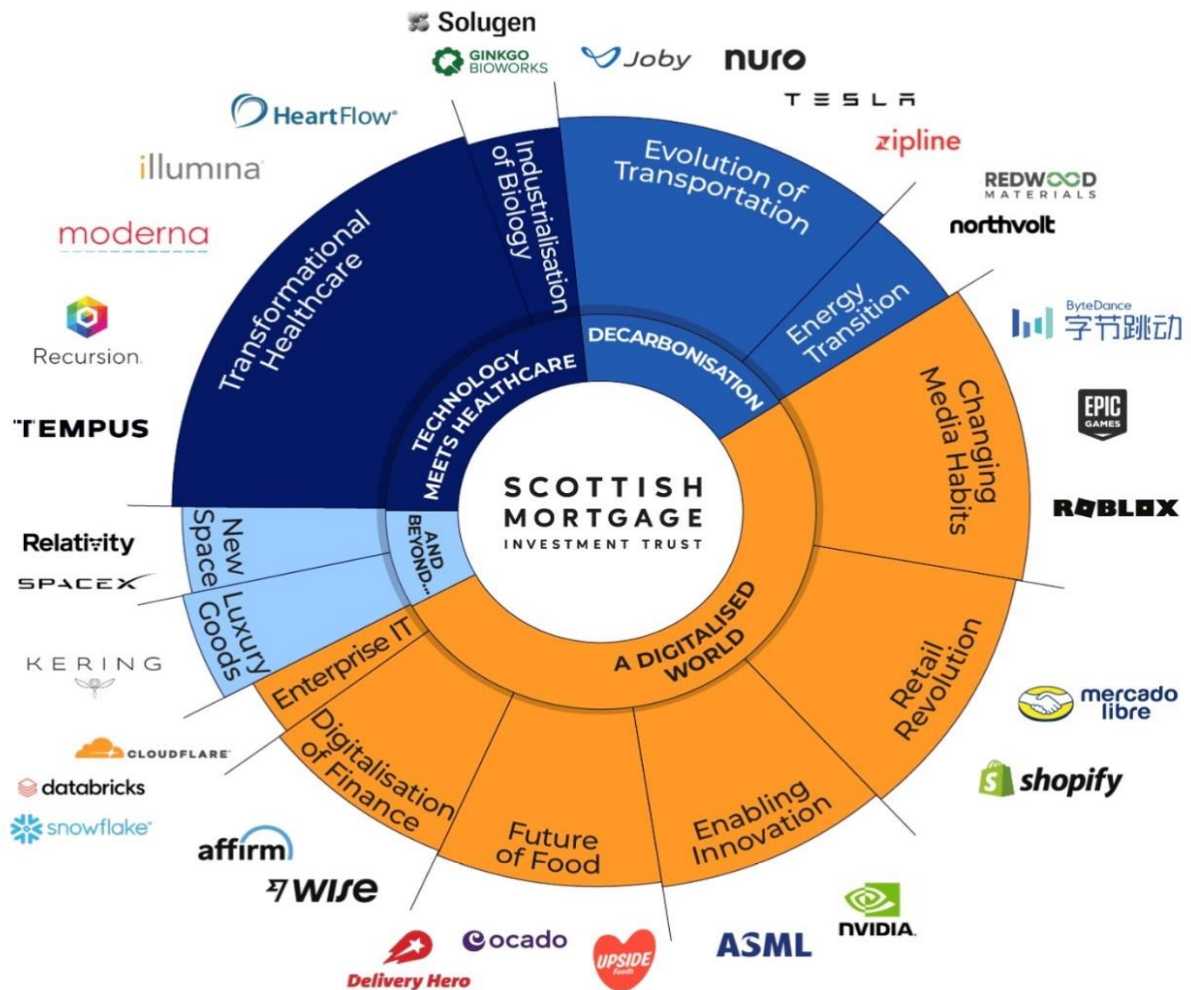 Solugen
GINKGO
BIOWORKS
Joby
nuro
TESLA
zipline
REDWOOD
MATERIALS
northvolt
HeartFlow®
illumina®
moderna
Recursion.
TEMPUS
Industrialisation
of Biology
Evolution of
Transportation
Energy
Transition
Transformational
Healthcare
TECHNOLOGY
MEETS HEALTHCARE
DECARBONISATION
ByteDance
字节跳动
EPIC
GAMES
ROBLOX
Changing
Media Habits
SCOTTISH
MORTGAGE
INVESTMENT TRUST
AND
BEYOND...
A DIGITALISED
WORLD
Relativity
SPACEX
New
Space
Luxury
Goods
KERING
Enterprise IT
Digitalisation
of Finance
Future
of Food
Enabling
Innovation
Retail
Revolution
mercado
libre
shopify
CLOUDFLARE®
databricks
snowflake®
affirm
WISE
Delivery Hero
ocado
UPSIDE
Foods
ASML
NVIDIA.